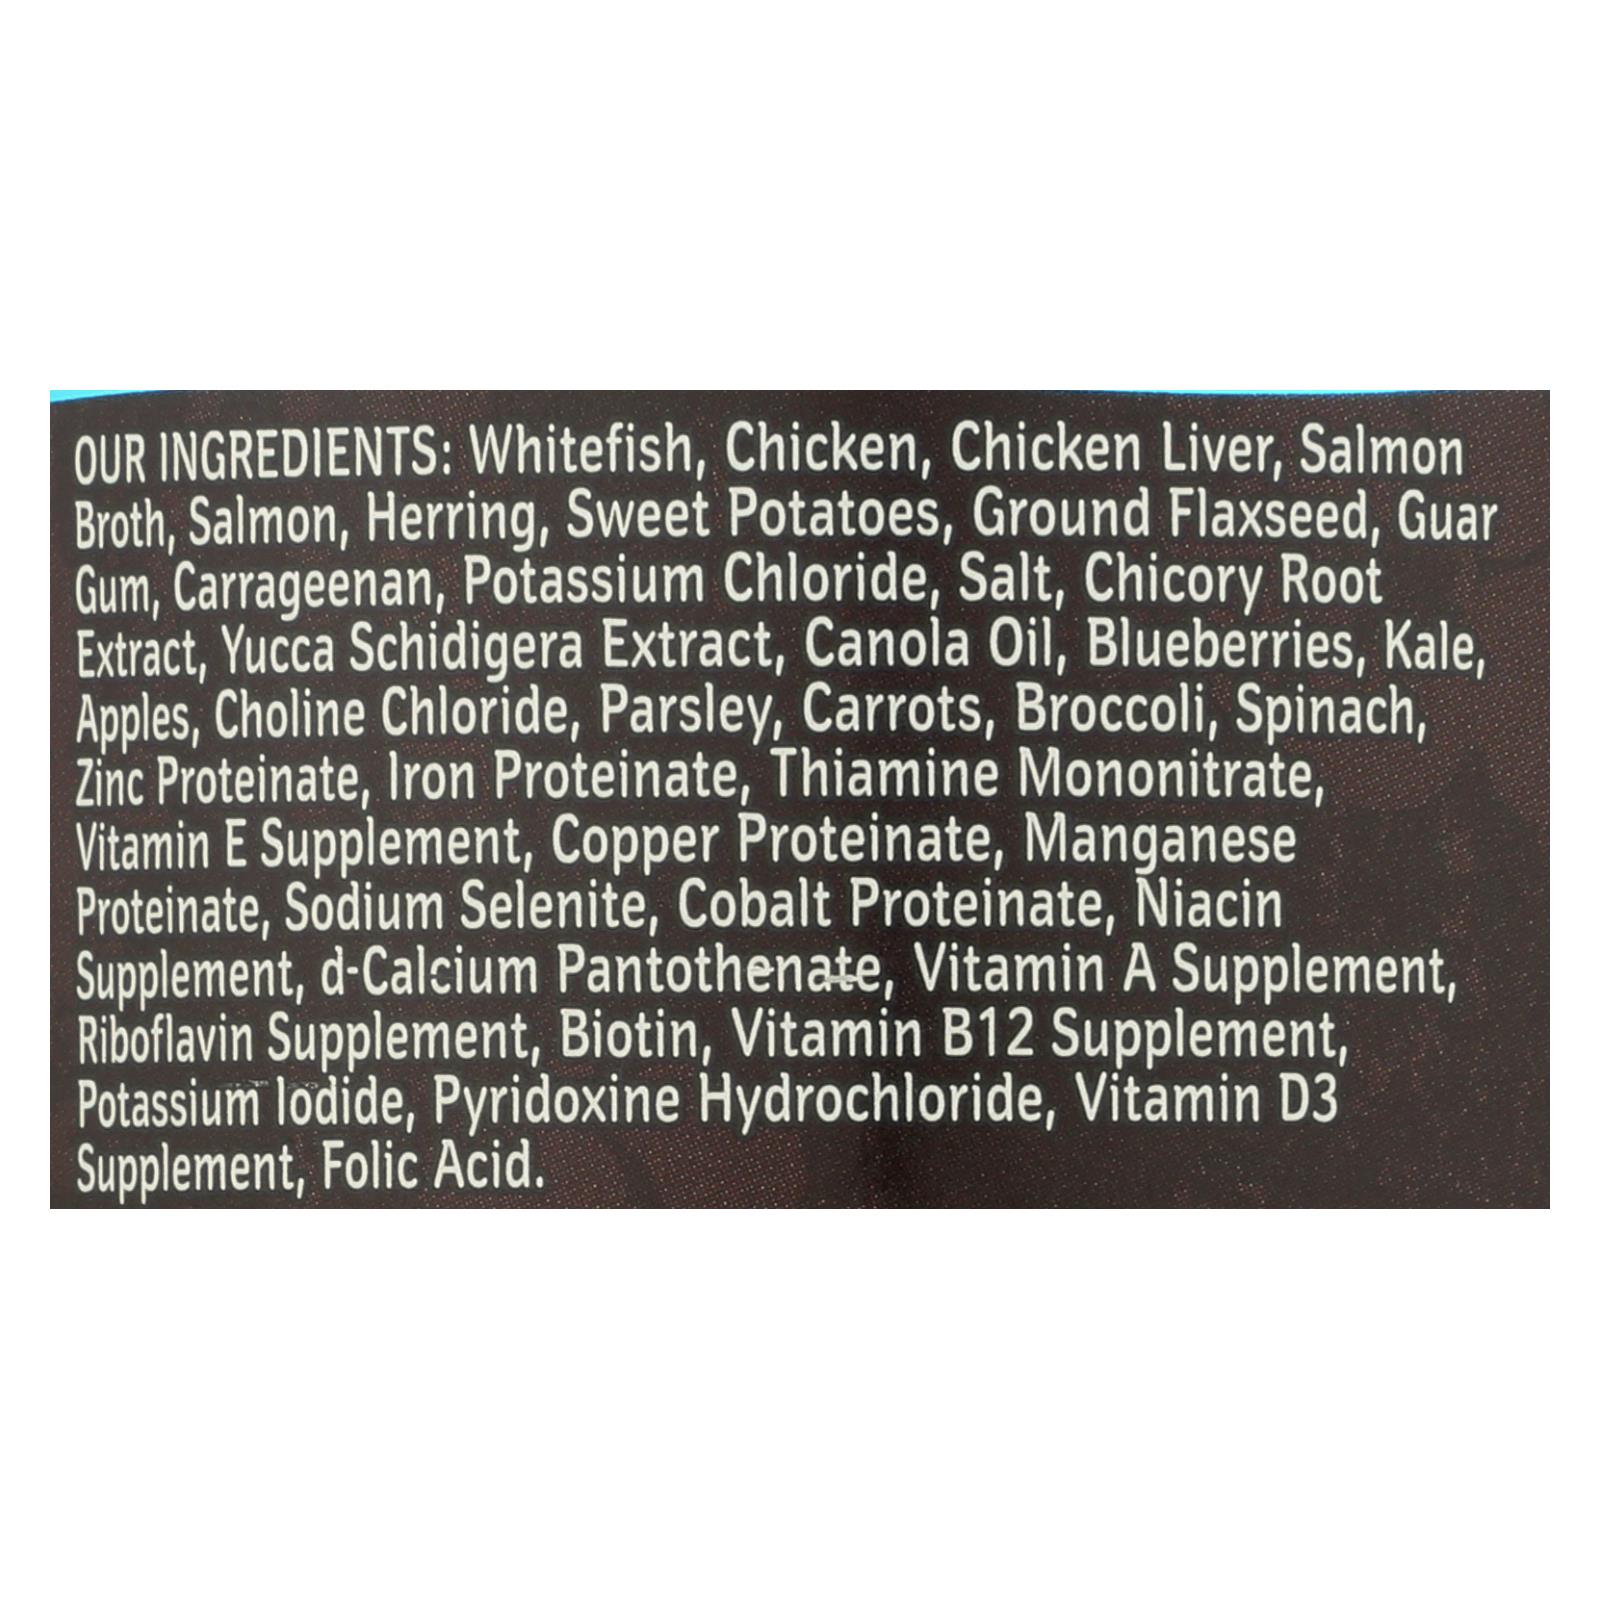 OUR INGREDIENTS: Whitefish, Chicken, Chicken Liver, Salmon
Broth, Salmon, Herring, Sweet Potatoes, Ground Flaxseed, Guar
Gum, Carrageenan, Potassium Chloride, Salt, Chicory Root
Extract, Yucca Schidigera Extract, Canola Oil, Blueberries, Kale,
Apples, Choline Chloride, Parsley, Carrots, Broccoli, Spinach,
Zinc Proteinate, Iron Proteinate, Thiamine Mononitrate,
Vitamin E Supplement, Copper Proteinate, Manganese
Proteinate, Sodium Selenite, Cobalt Proteinate, Niacin
Supplement, d-Calcium Pantothenate, Vitamin A Supplement,
Riboflavin Supplement, Biotin, Vitamin B12 Supplement,
Potassium Iodide, Pyridoxine Hydrochloride, Vitamin D3
Supplement, Folic Acid.